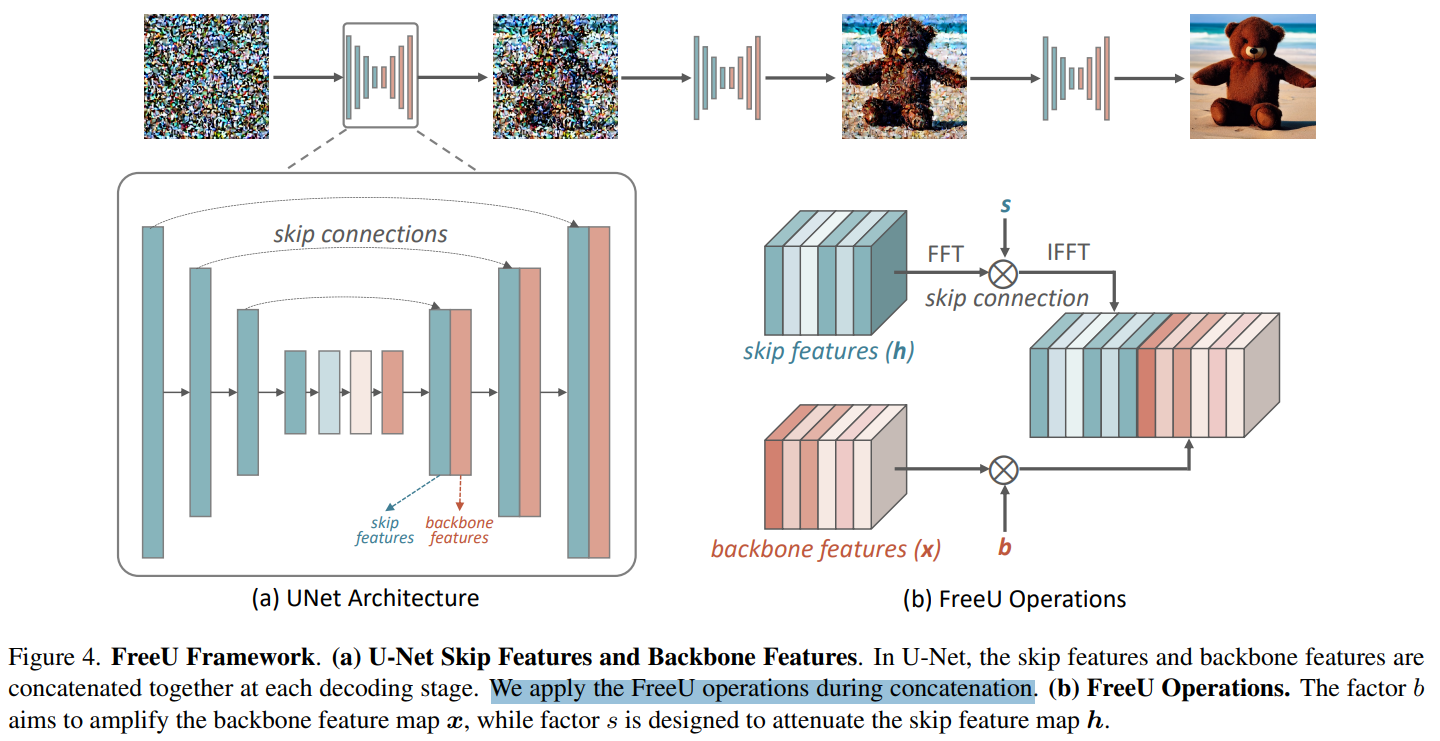 skip connections
skip
features
backbone
features
(a) UNet Architecture
s
FFT
IFFT
skip connection
skip features (h)
backbone features (x)
b
(b) FreeU Operations
Figure 4. FreeU Framework. (a) U-Net Skip Features and Backbone Features. In U-Net, the skip features and backbone features are
concatenated together at each decoding stage. We apply the FreeU operations during concatenation. (b) FreeU Operations. The factor b
aims to amplify the backbone feature map x, while factor s is designed to attenuate the skip feature map h.